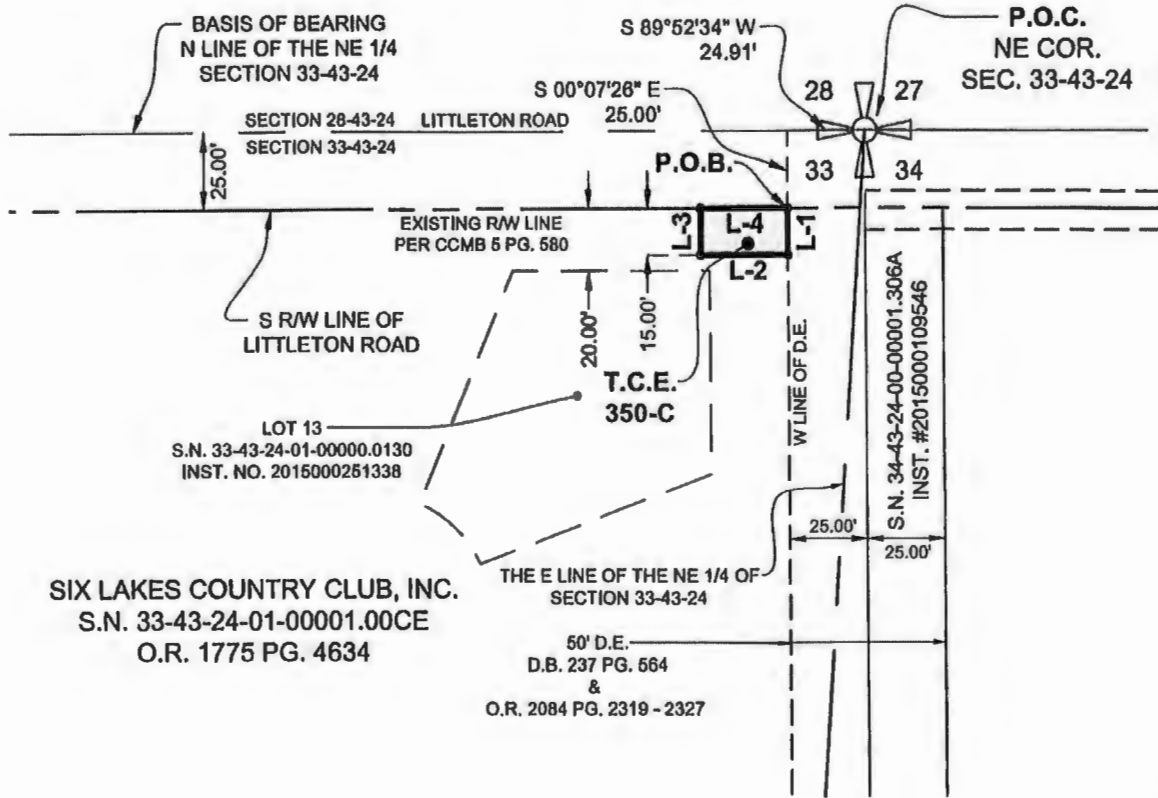 BASIS OF BEARING
N LINE OF THE NE 1/4
SECTION 33-43-24
S 89°52'34" W
24.91'
P.O.C.
NE COR.
SEC. 33-43-24
S 00°07'26" E
25.00'
28
27
33
34
SECTION 28-43-24
LITTLETON ROAD
SECTION 33-43-24
25.00'
P.O.B.
EXISTING R/W LINE
PER CCMB 5 PG. 580
L-3
L-4
L-1
L-2
S R/W LINE OF
LITTLETON ROAD
20.00'
15.00'
T.C.E.
350-C
W LINE OF D.E.
S.N. 34-43-24-00-00001.306A
INST. #2015000109546
LOT 13
S.N. 33-43-24-01-00000.0130
INST. NO. 2015000251338
25.00'
25.00'
THE E LINE OF THE NE 1/4 OF
SECTION 33-43-24
SIX LAKES COUNTRY CLUB, INC.
S.N. 33-43-24-01-00001.00CE
O.R. 1775 PG. 4634
50' D.E.
D.B. 237 PG. 564
&
O.R. 2084 PG. 2319 - 2327